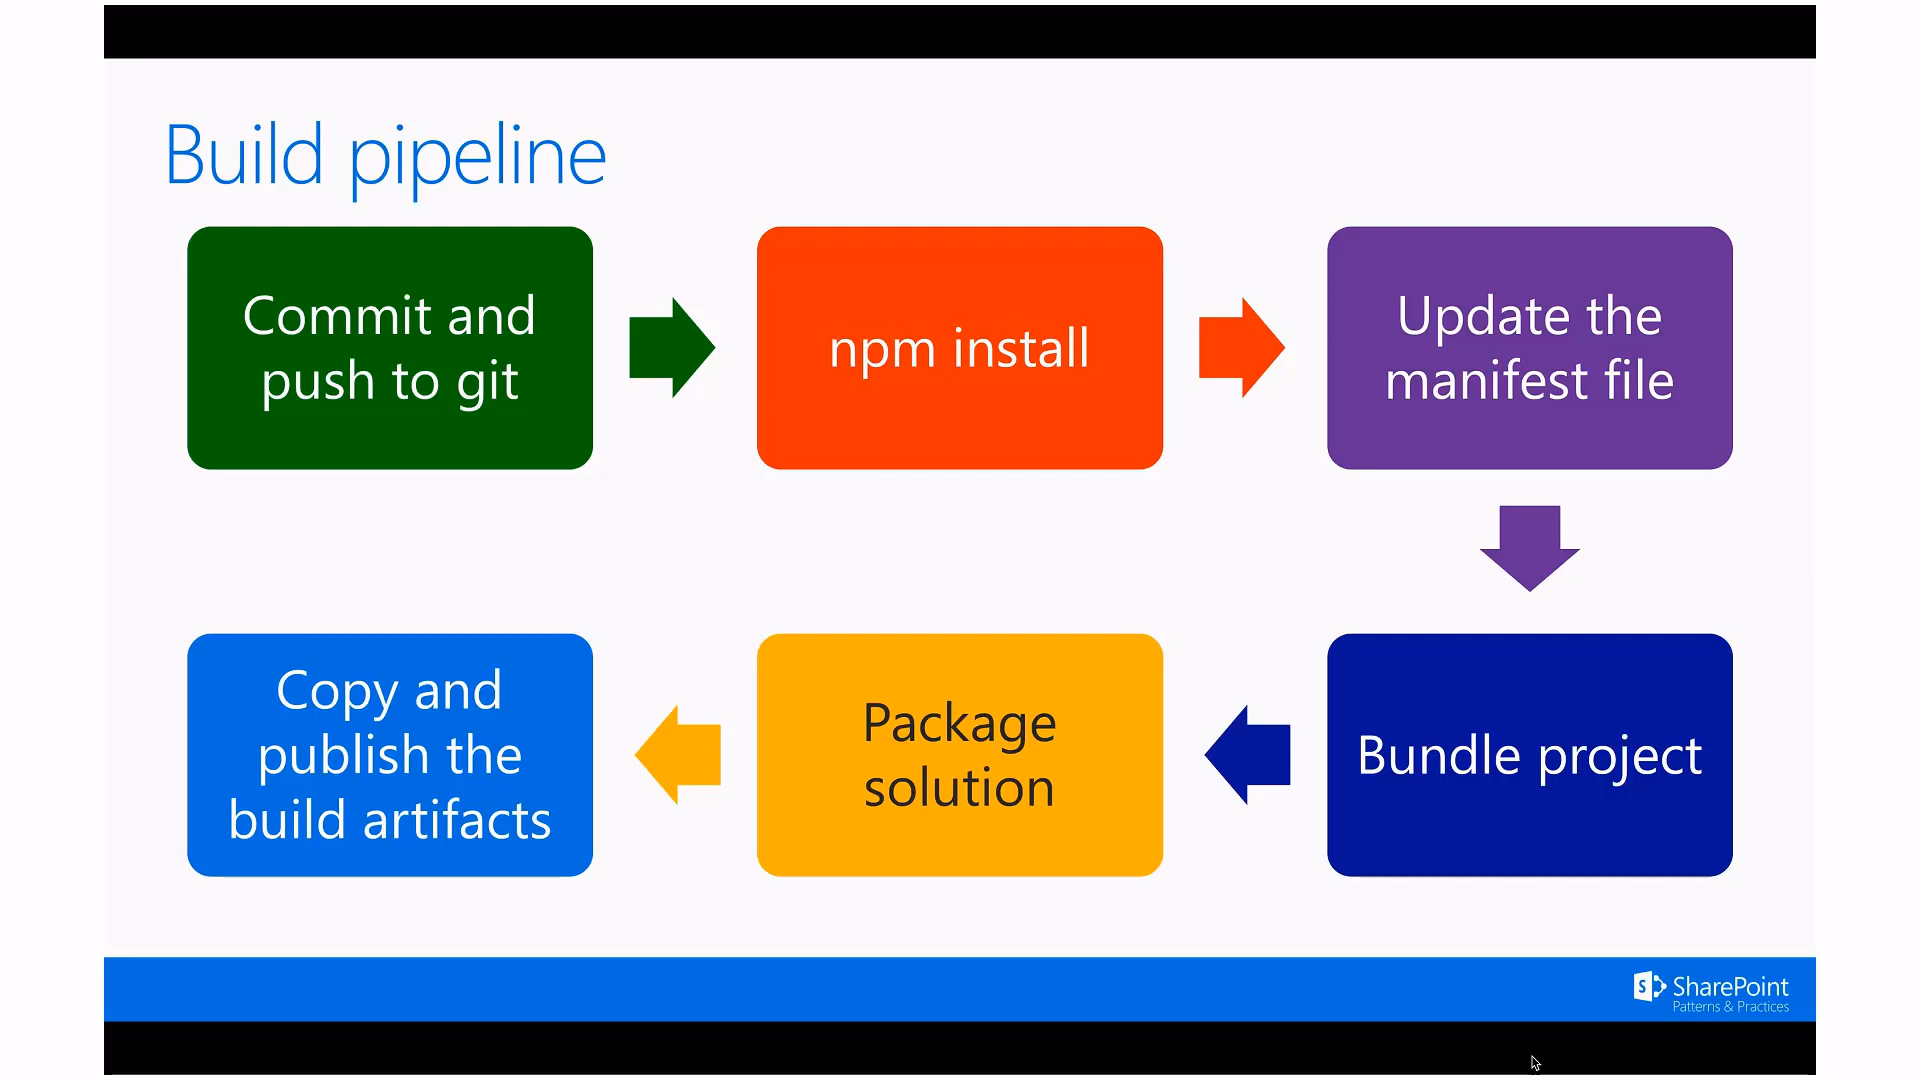 Build pipeline
Commit and
push to git
npm install
Update the
manifest file
Bundle project
Package
solution
Copy and
publish the
build artifacts
S
SharePoint
Patterns & Practices